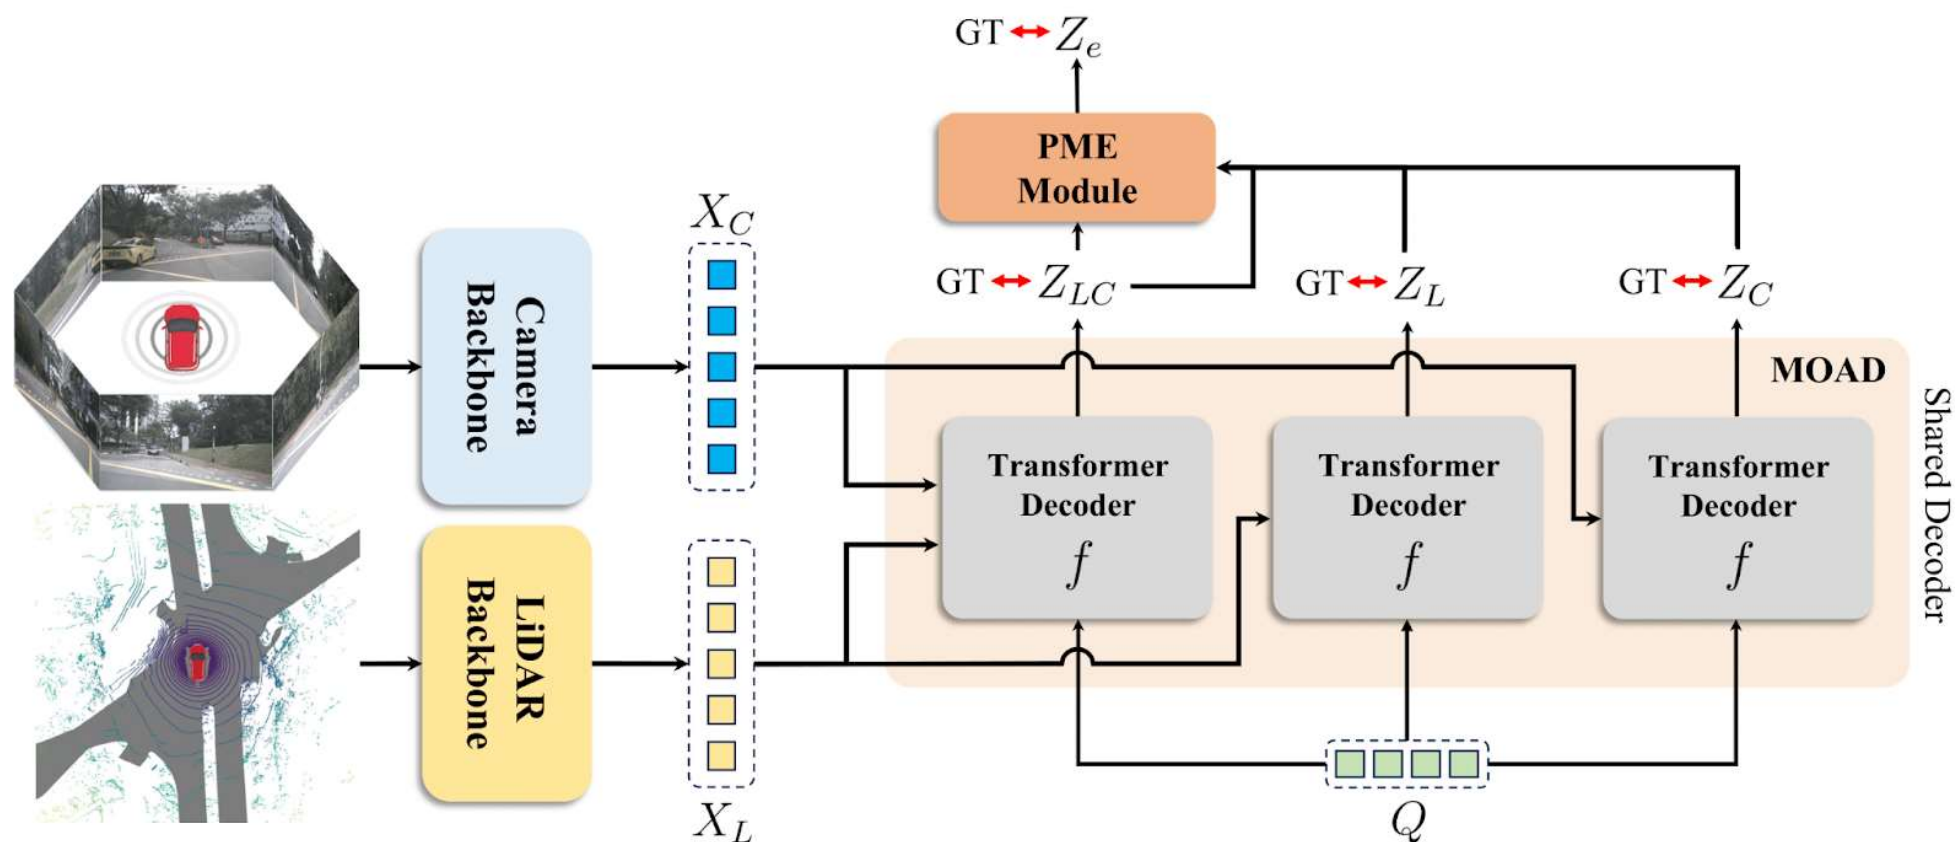 GT Z_e
PME
Module
X_C
GT Z_LC
GT Z_L
GT Z_C
Camera
Backbone
MOAD
Shared Decoder
Transformer
Decoder
f
Transformer
Decoder
f
Transformer
Decoder
f
LiDAR
Backbone
X_L
Q